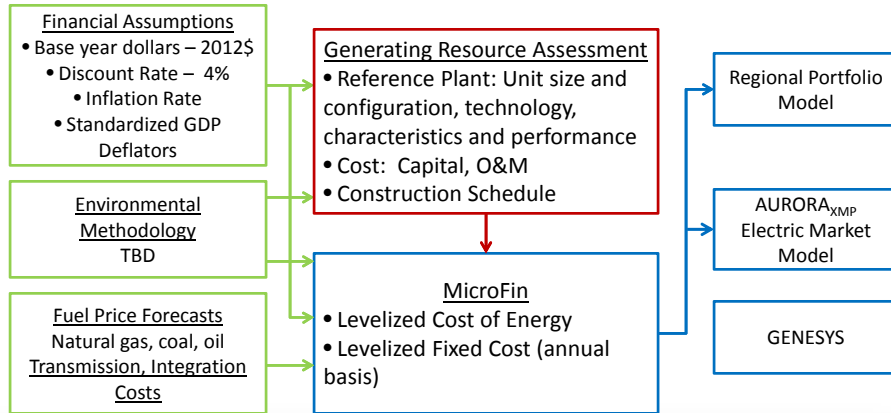 Financial Assumptions
• Base year dollars – 2012$
• Discount Rate – 4%
• Inflation Rate
• Standardized GDP
Deflators
Environmental
Methodology
TBD
Fuel Price Forecasts
Natural gas, coal, oil
Transmission, Integration
Costs
Generating Resource Assessment
• Reference Plant: Unit size and
configuration, technology,
characteristics and performance
• Cost: Capital, O&M
• Construction Schedule
MicroFin
• Levelized Cost of Energy
• Levelized Fixed Cost (annual
basis)
Regional Portfolio
Model
AURORAXMP
Electric Market
Model
GENESYS